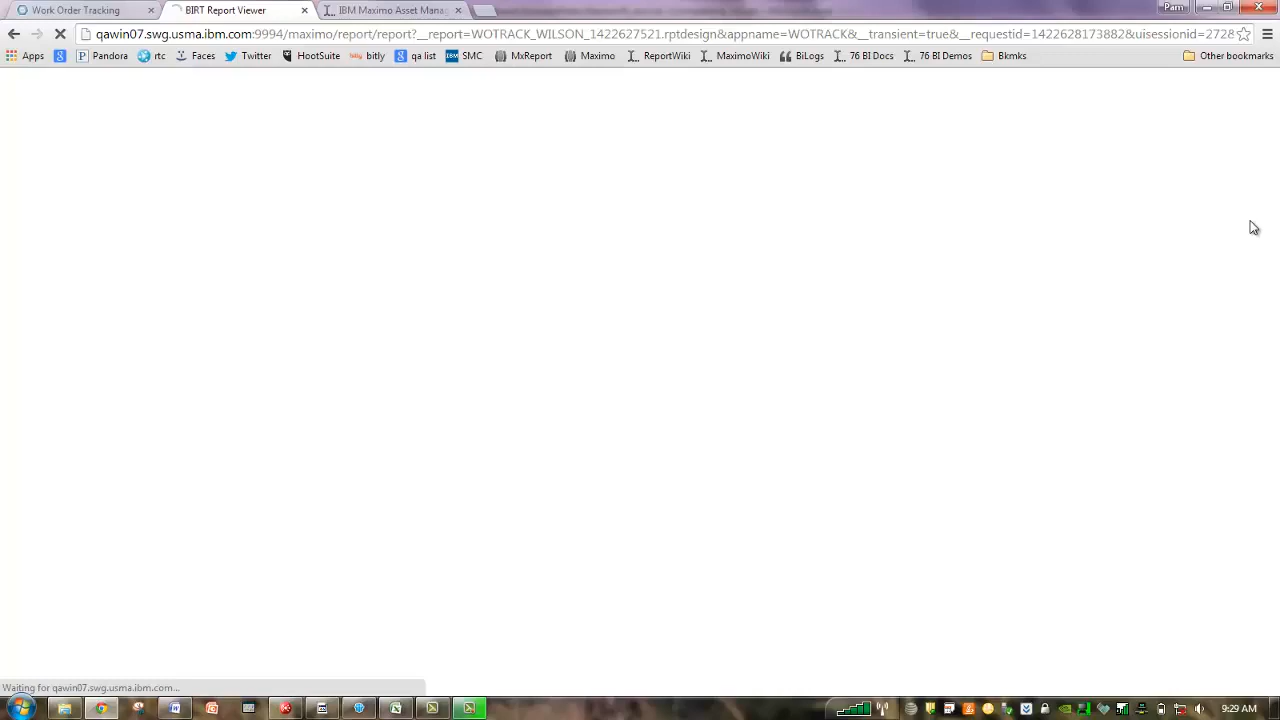 Work Order Tracking
BIRT Report Viewer
IBM Maximo Asset Manag
Pam
qawin07.swg.usma.ibm.com:9994/maximo/report/report?__report=WOTRACK_WILSON_1422627521.rptdesign&appname=WOTRACK&__transient=true&__requestid=1422628173882&uisessionid=2728
Apps
Pandora
rtc
Faces
Twitter
HootSuite
bitly
qa list
SMC
MxReport
Maximo
ReportWiki
MaximoWiki
BiLogs
76 BI Docs
76 BI Demos
Bkmks
Other bookmarks
Waiting for qawin07.swg.usma.ibm.com...
9:29 AM